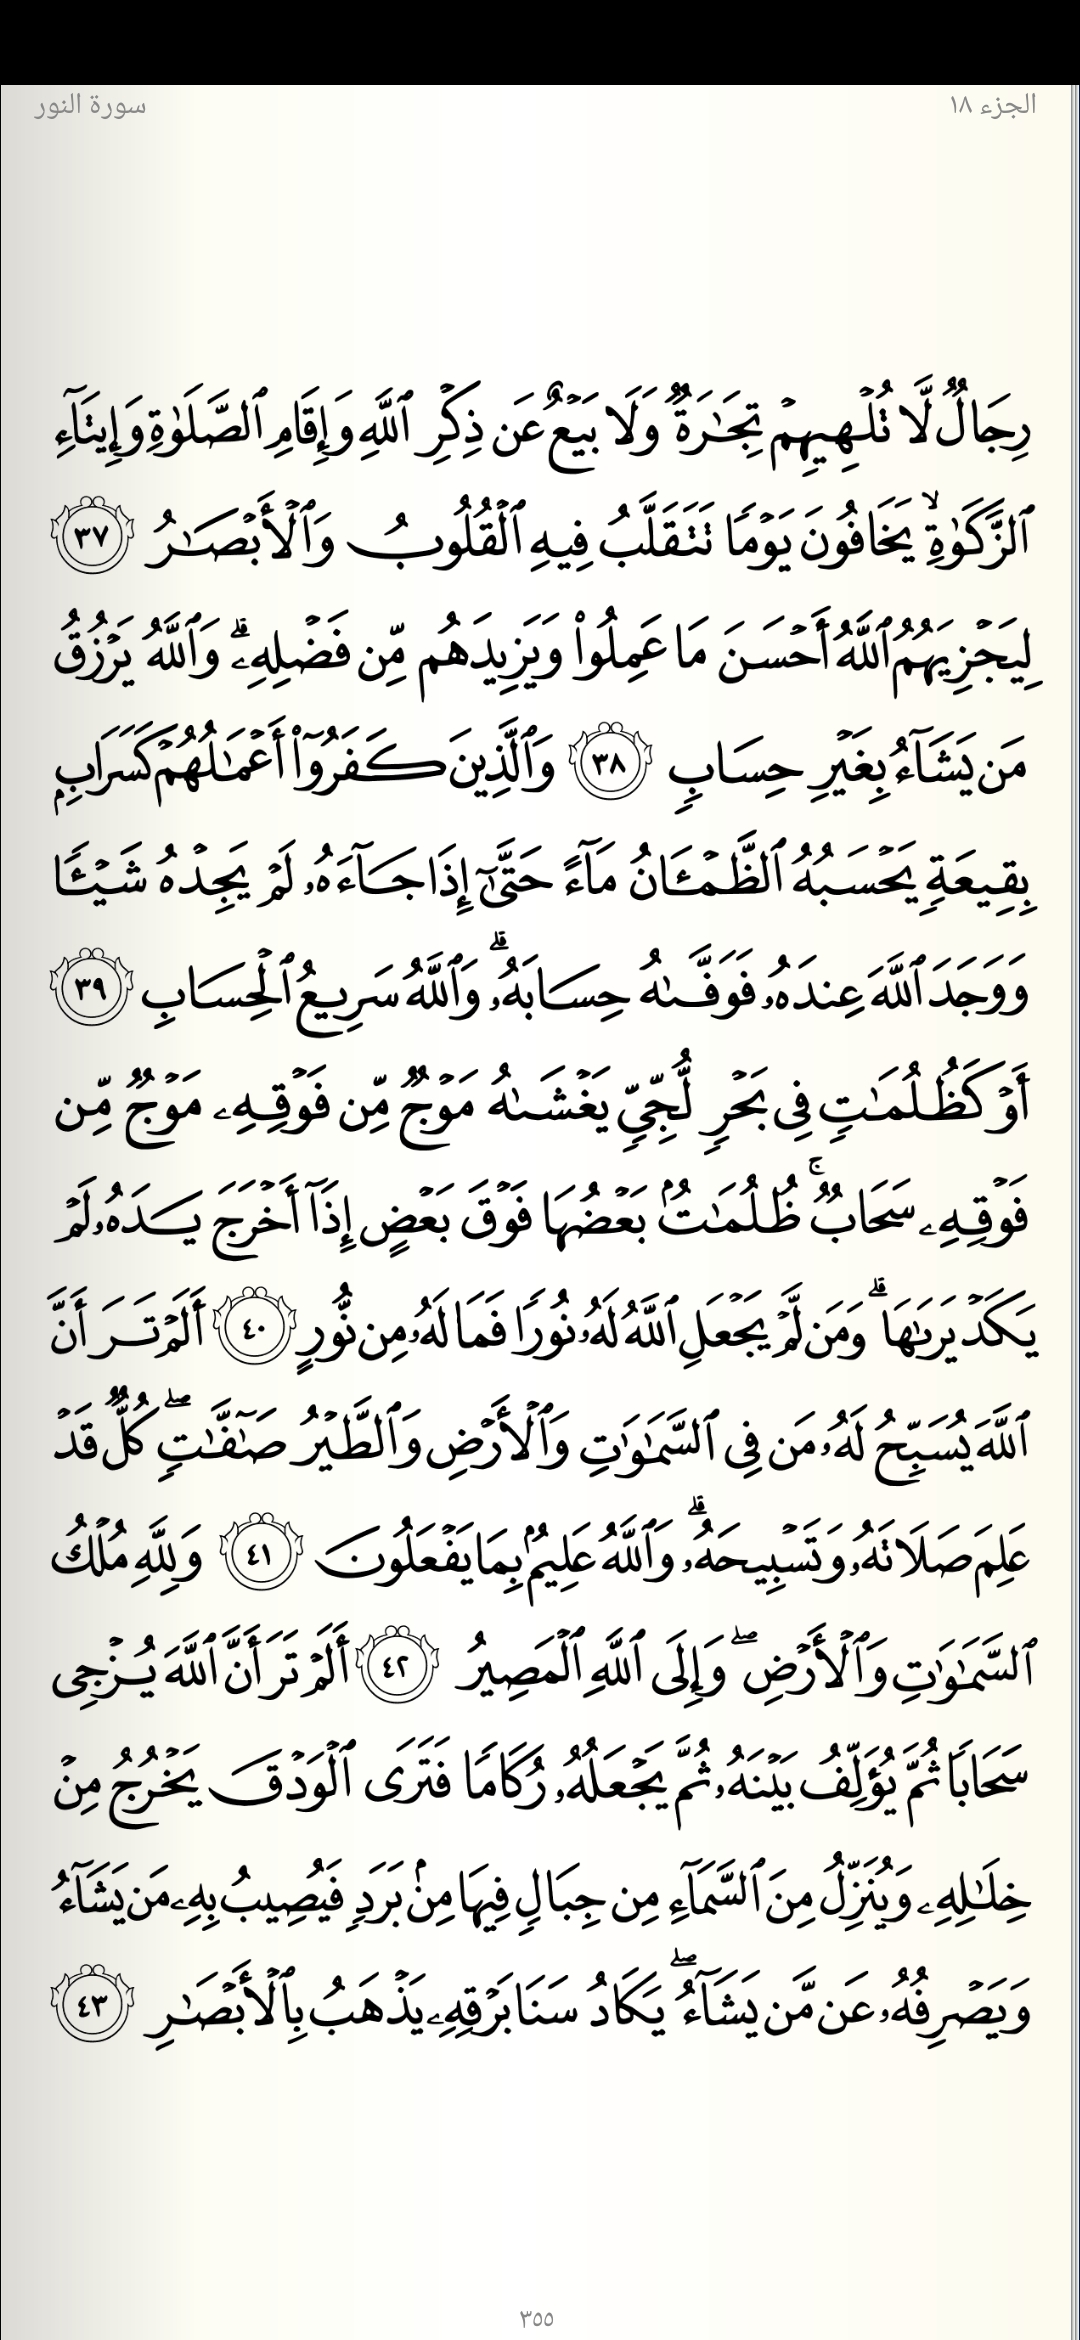 الجزء ١٨
سورة النور
رِجَالٌ لَّا تُلْهِيهِمْ تِجَٰرَةٌ وَلَا بَيْعٌ عَن ذِكْرِ ٱللَّهِ وَإِقَامِ ٱلصَّلَوٰةِ وَإِيتَآءِ
ٱلزَّكَوٰةِ ۙ يَخَافُونَ يَوْمًا تَتَقَلَّبُ فِيهِ ٱلْقُلُوبُ وَٱلْأَبْصَٰرُ ٣٧
لِيَجْزِيَهُمُ ٱللَّهُ أَحْسَنَ مَا عَمِلُوا۟ وَيَزِيدَهُم مِّن فَضْلِهِۦ ۗ وَٱللَّهُ يَرْزُقُ
مَن يَشَآءُ بِغَيْرِ حِسَابٍ ٣٨ وَٱلَّذِينَ كَفَرُوٓا۟ أَعْمَٰلُهُمْ كَسَرَابٍۭ
بِقِيعَةٍ يَحْسَبُهُ ٱلظَّمْـَٔانُ مَآءً حَتَّىٰٓ إِذَا جَآءَهُۥ لَمْ يَجِدْهُ شَيْـًٔا
وَوَجَدَ ٱللَّهَ عِندَهُۥ فَوَفَّىٰهُ حِسَابَهُۥ ۗ وَٱللَّهُ سَرِيعُ ٱلْحِسَابِ ٣٩
أَوْ كَظُلُمَٰتٍ فِى بَحْرٍ لُّجِّىٍّ يَغْشَىٰهُ مَوْجٌ مِّن فَوْقِهِۦ مَوْجٌ مِّن
فَوْقِهِۦ سَحَابٌ ۚ ظُلُمَٰتٌۢ بَعْضُهَا فَوْقَ بَعْضٍ إِذَآ أَخْرَجَ يَدَهُۥ لَمْ
يَكَدْ يَرَىٰهَا ۗ وَمَن لَّمْ يَجْعَلِ ٱللَّهُ لَهُۥ نُورًا فَمَا لَهُۥ مِن نُّورٍ ٤٠ أَلَمْ تَرَ أَنَّ
ٱللَّهَ يُسَبِّحُ لَهُۥ مَن فِى ٱلسَّمَٰوَٰتِ وَٱلْأَرْضِ وَٱلطَّيْرُ صَٰٓفَّٰتٍ ۖ كُلٌّ قَدْ
عَلِمَ صَلَاتَهُۥ وَتَسْبِيحَهُۥ ۗ وَٱللَّهُ عَلِيمٌۢ بِمَا يَفْعَلُونَ ٤١ وَلِلَّهِ مُلْكُ
ٱلسَّمَٰوَٰتِ وَٱلْأَرْضِ ۖ وَإِلَى ٱللَّهِ ٱلْمَصِيرُ ٤٢ أَلَمْ تَرَ أَنَّ ٱللَّهَ يُزْجِى
سَحَابًا ثُمَّ يُؤَلِّفُ بَيْنَهُۥ ثُمَّ يَجْعَلُهُۥ رُكَامًا فَتَرَى ٱلْوَدْقَ يَخْرُجُ مِنْ
خِلَٰلِهِۦ وَيُنَزِّلُ مِنَ ٱلسَّمَآءِ مِن جِبَالٍ فِيهَا مِنۢ بَرَدٍ فَيُصِيبُ بِهِۦ مَن يَشَآءُ
وَيَصْرِفُهُۥ عَن مَّن يَشَآءُ ۖ يَكَادُ سَنَا بَرْقِهِۦ يَذْهَبُ بِٱلْأَبْصَٰرِ ٤٣
٣٥٥